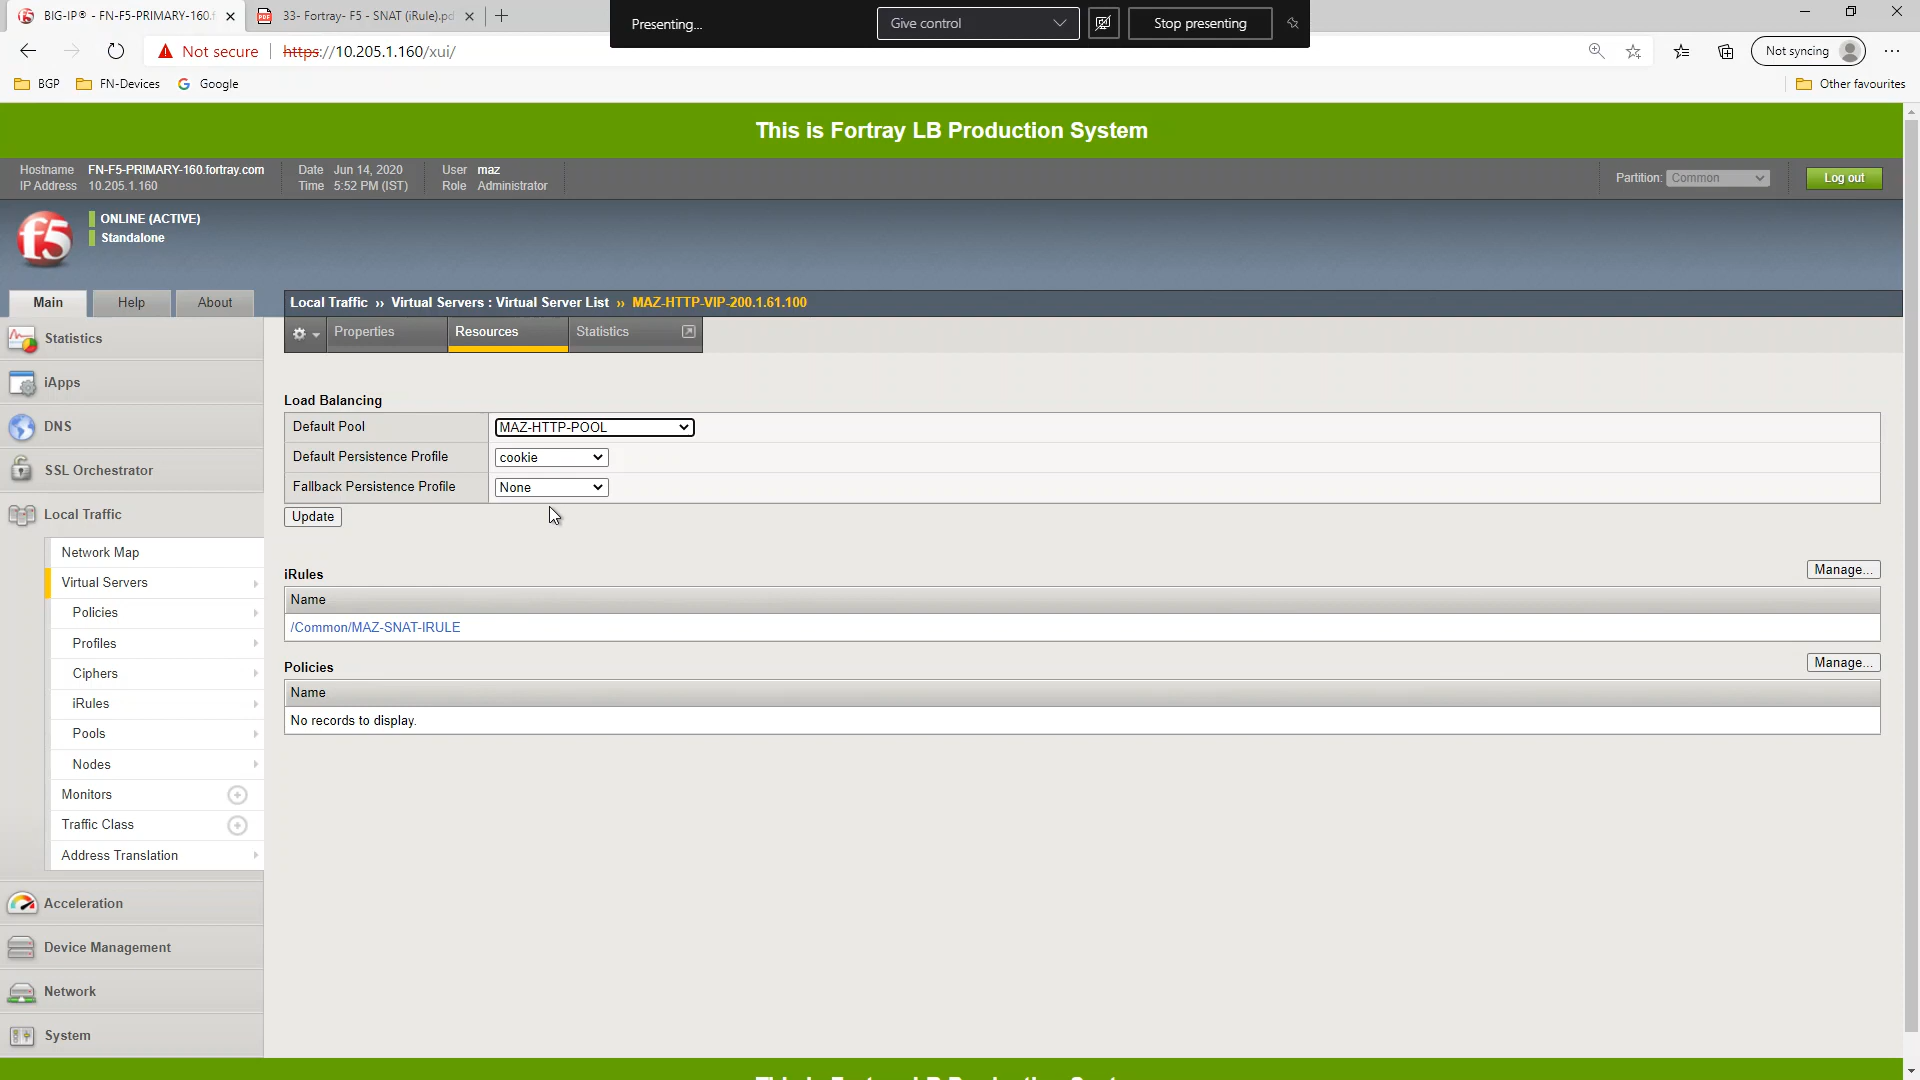 BIG-IP® - FN-F5-PRIMARY-160.f
33- Fortray- F5 - SNAT (iRule).pd
Presenting...
Give control
Stop presenting
Not secure
https://10.205.1.160/xui/
Not syncing
BGP
FN-Devices
Google
Other favourites
This is Fortray LB Production System
Hostname FN-F5-PRIMARY-160.fortray.com
IP Address 10.205.1.160
Date Jun 14, 2020
Time 5:52 PM (IST)
User maz
Role Administrator
Partition: Common
Log out
f5
ONLINE (ACTIVE)
Standalone
Main
Help
About
Local Traffic ›› Virtual Servers : Virtual Server List ›› MAZ-HTTP-VIP-200.1.61.100
Properties
Resources
Statistics
Statistics
iApps
DNS
SSL Orchestrator
Local Traffic
Network Map
Virtual Servers
Policies
Profiles
Ciphers
iRules
Pools
Nodes
Monitors
Traffic Class
Address Translation
Acceleration
Device Management
Network
System
Load Balancing
Default Pool MAZ-HTTP-POOL
Default Persistence Profile cookie
Fallback Persistence Profile None
Update
iRules
Manage...
Name
/Common/MAZ-SNAT-IRULE
Policies
Manage...
Name
No records to display.